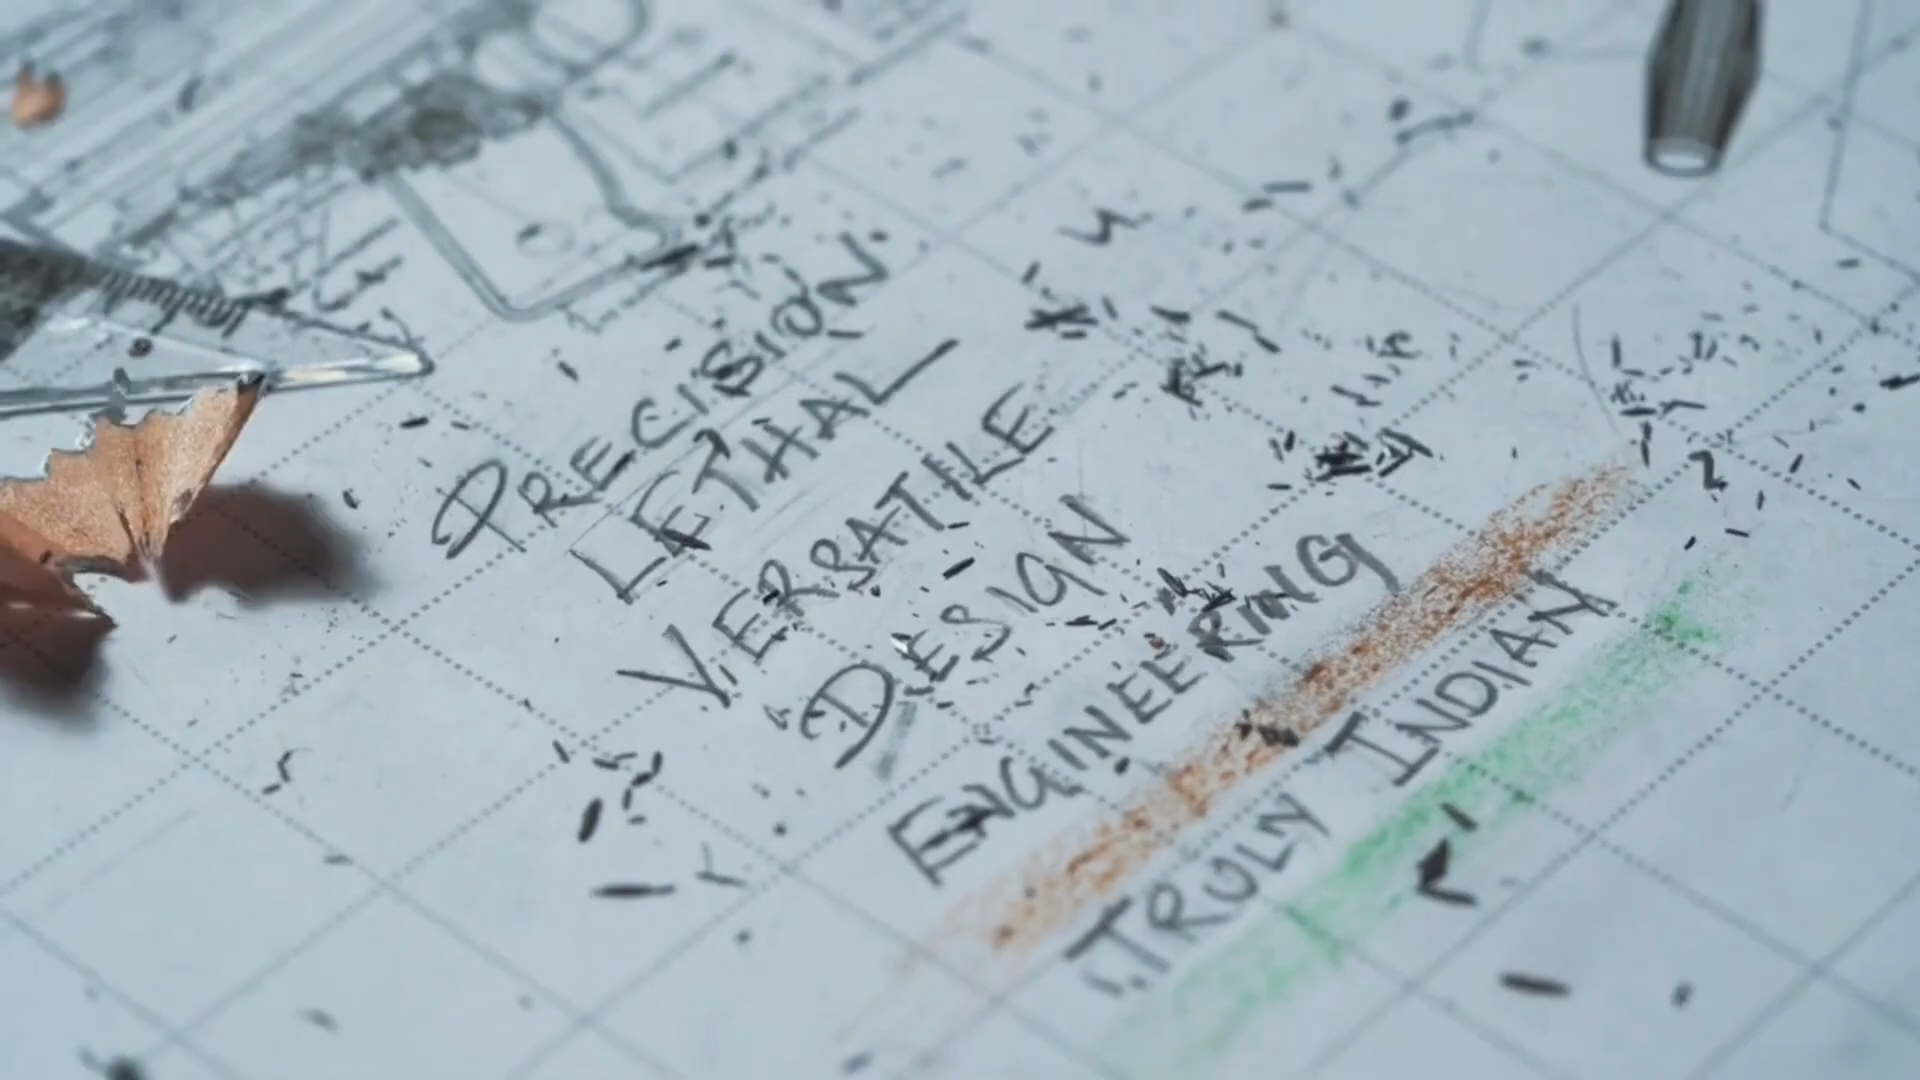 PRECISION
LETHAL
VERSATILE
DESIGN
ENGINEERING
TRULY INDIAN